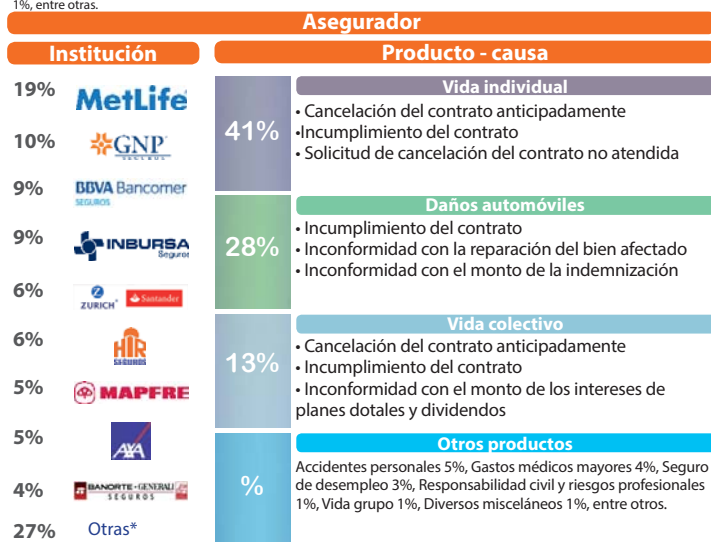 1%, entre otras.
Asegurador
Institución
Producto - causa
19%
MetLife
10%
GNP
SEGUROS
9%
BBVA Bancomer
SEGUROS
9%
INBURSA
Seguros
6%
ZURICH
Santander
6%
HIR
SEGUROS
5%
MAPFRE
5%
AXA
4%
BANORTE - GENERALI
SEGUROS
27%
Otras*
41%
Vida individual
• Cancelación del contrato anticipadamente
•Incumplimiento del contrato
• Solicitud de cancelación del contrato no atendida
28%
Daños automóviles
• Incumplimiento del contrato
• Inconformidad con la reparación del bien afectado
• Inconformidad con el monto de la indemnización
13%
Vida colectivo
• Cancelación del contrato anticipadamente
• Incumplimiento del contrato
• Inconformidad con el monto de los intereses de
planes dotales y dividendos
%
Otros productos
Accidentes personales 5%, Gastos médicos mayores 4%, Seguro
de desempleo 3%, Responsabilidad civil y riesgos profesionales
1%, Vida grupo 1%, Diversos misceláneos 1%, entre otros.